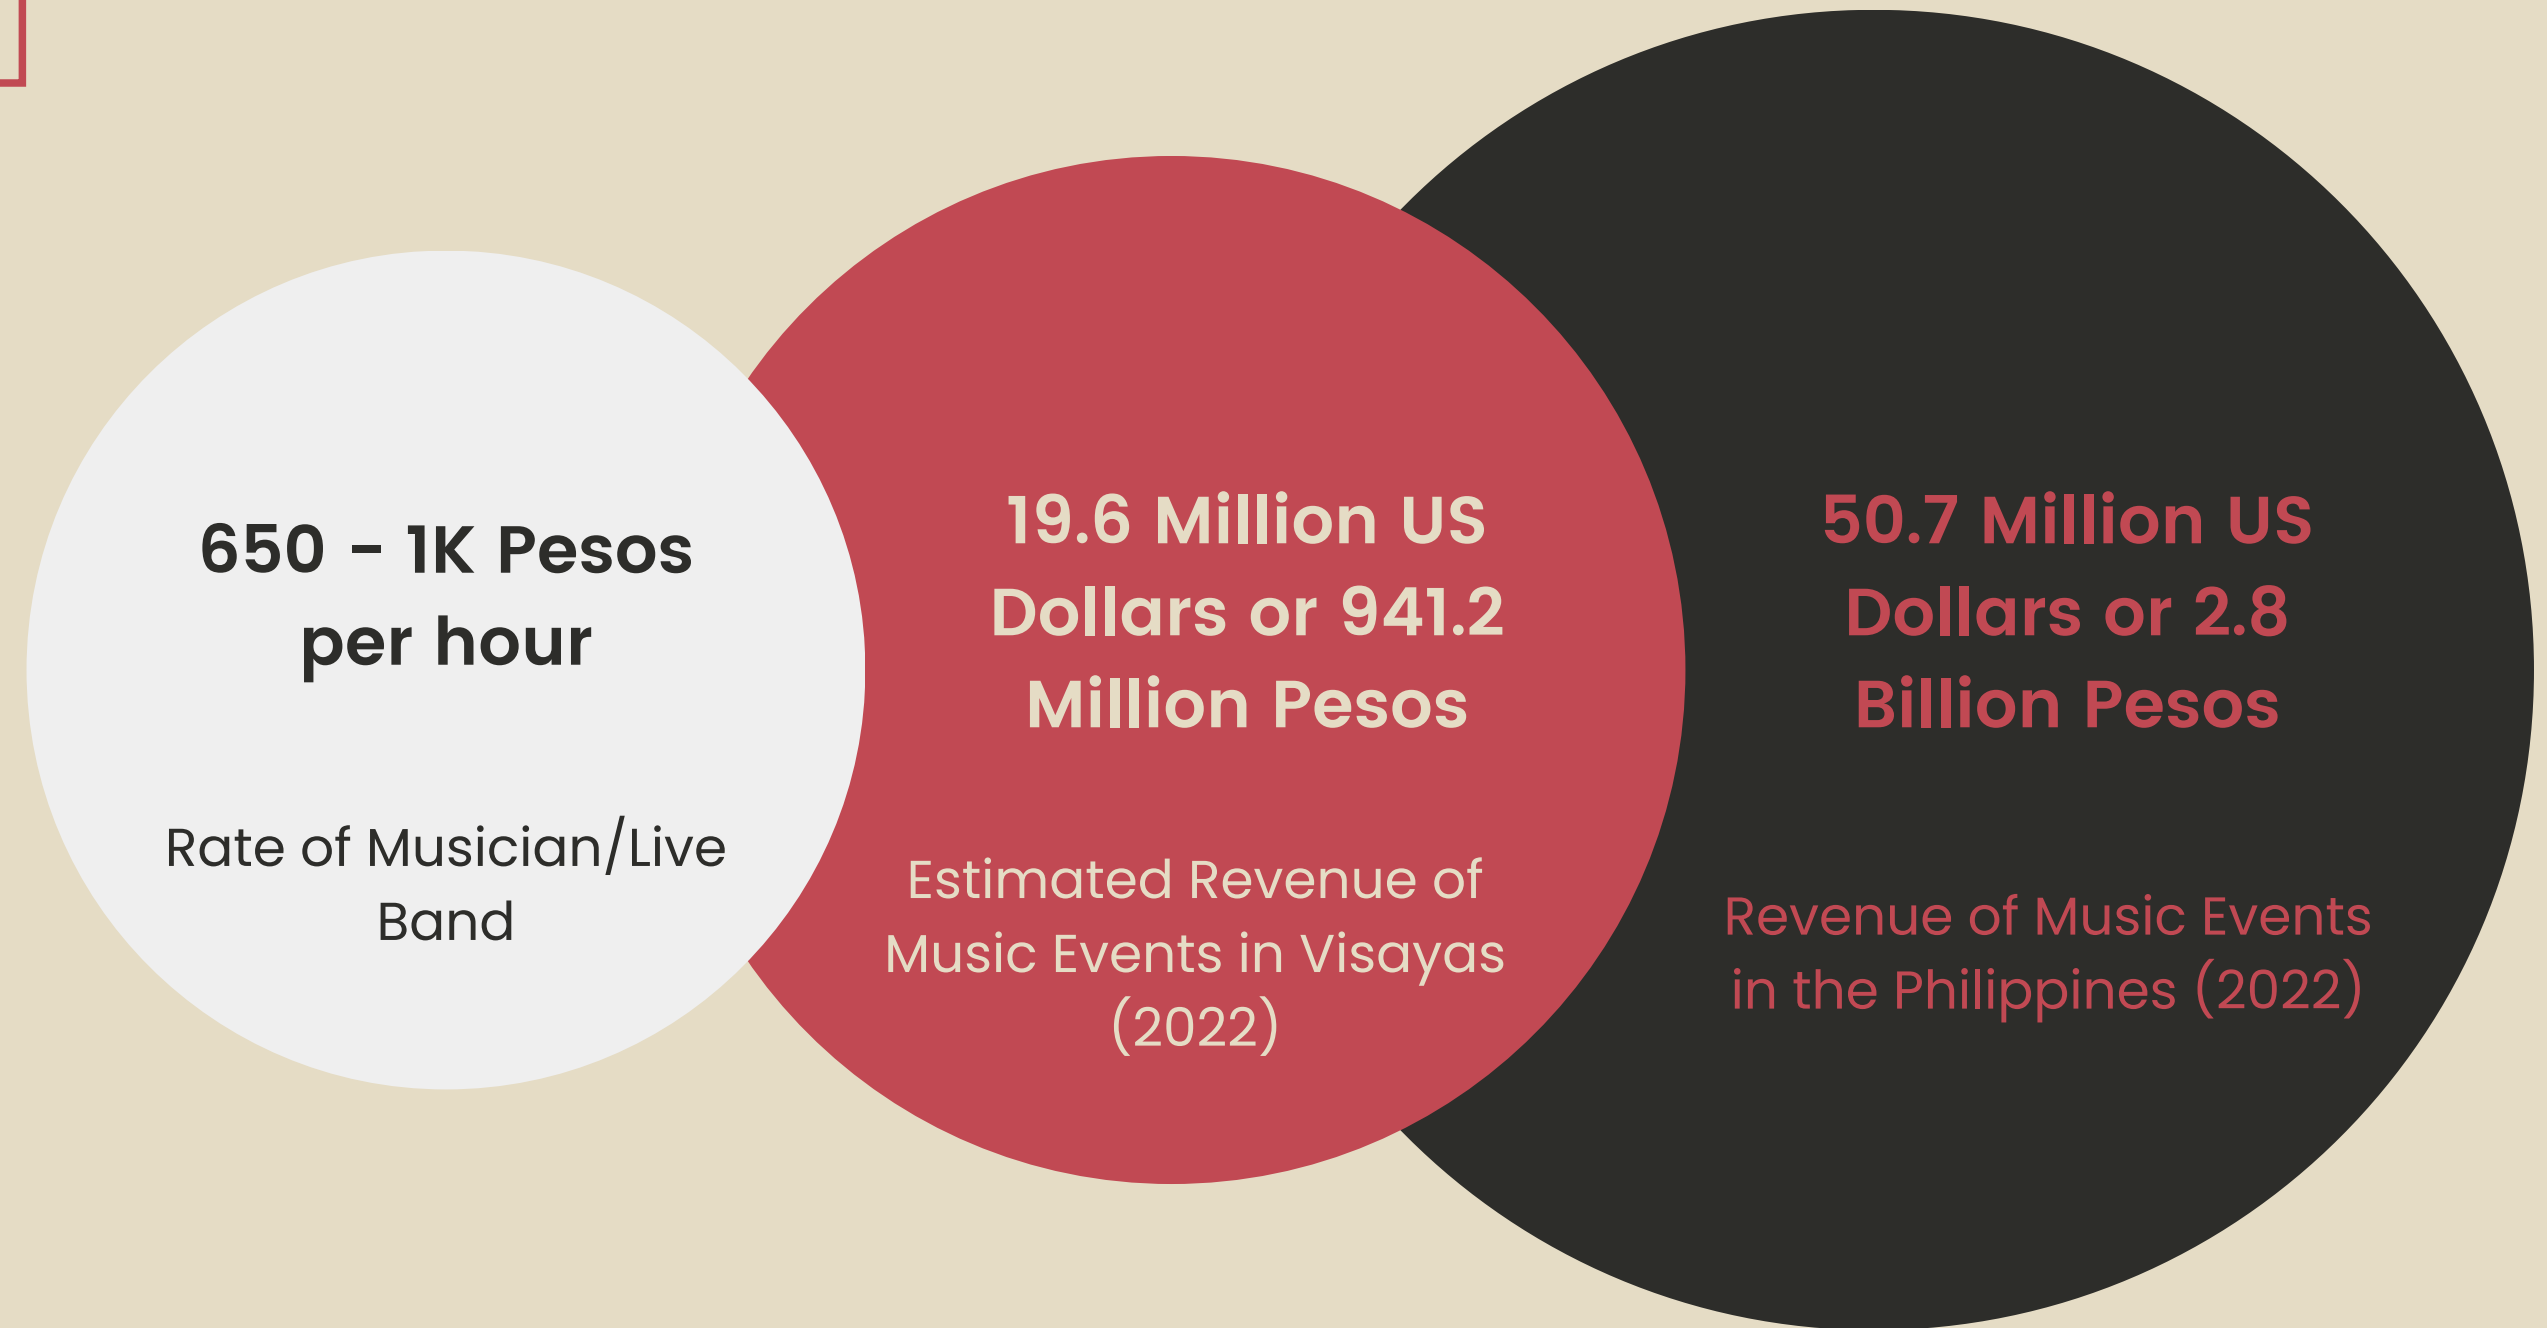 650 - 1K Pesos
per hour
Rate of Musician/Live
Band
19.6 Million US
Dollars or 941.2
Million Pesos
Estimated Revenue of
Music Events in Visayas
(2022)
50.7 Million US
Dollars or 2.8
Billion Pesos
Revenue of Music Events
in the Philippines (2022)